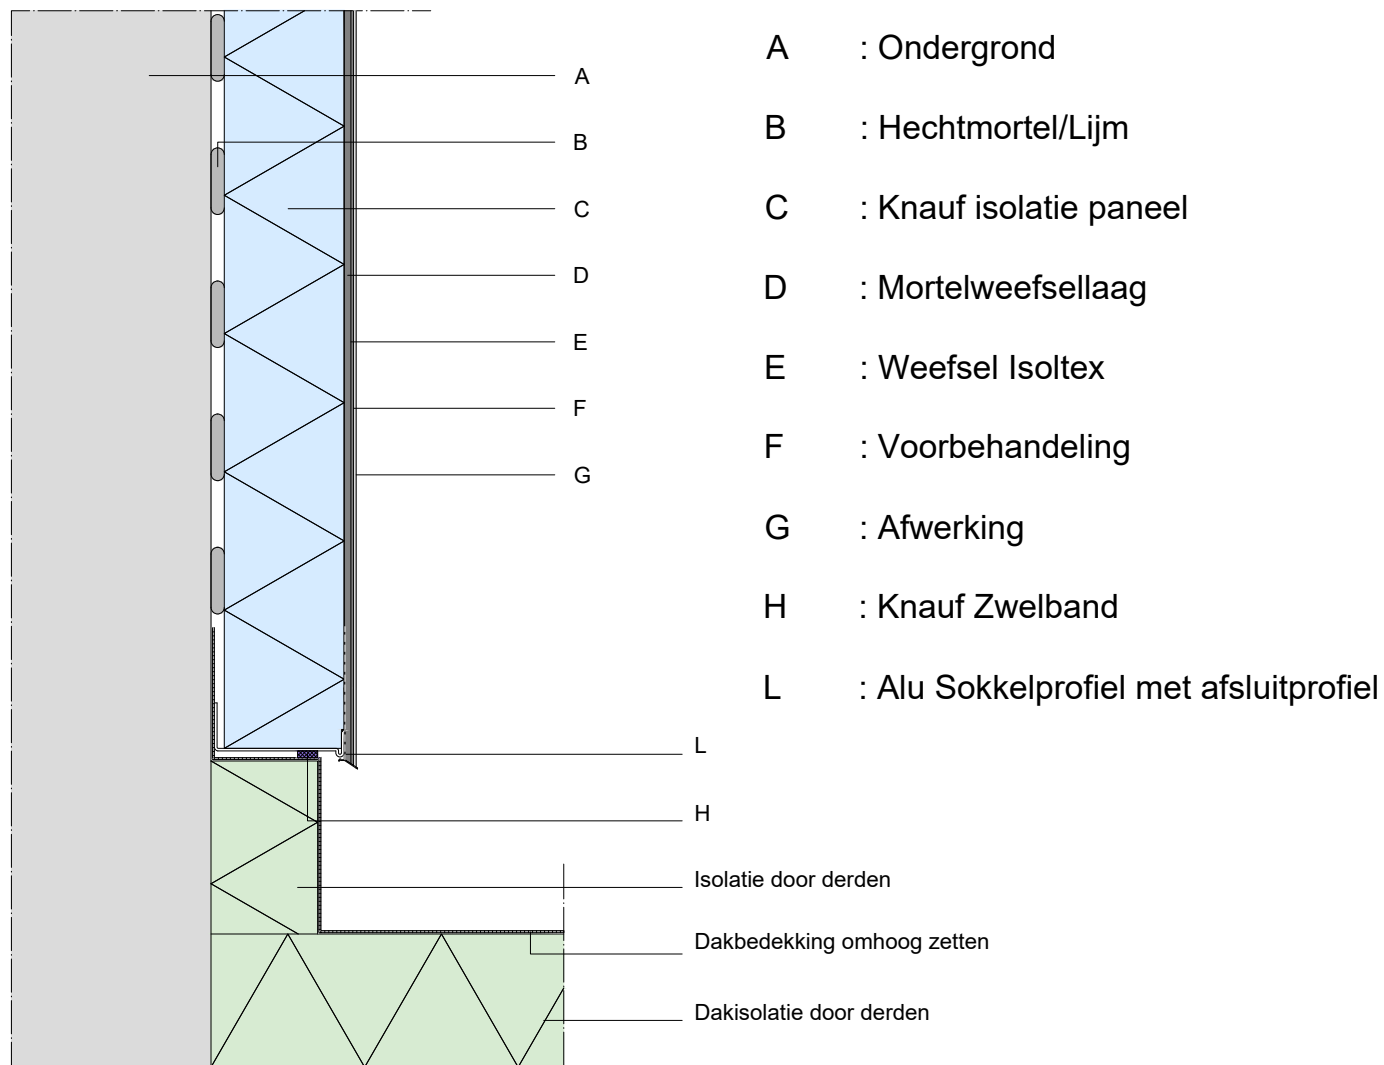 A : Ondergrond
B : Hechtmortel/Lijm
C : Knauf isolatie paneel
D : Mortelweefsellaag
E : Weefsel Isoltex
F : Voorbehandeling
G : Afwerking
H : Knauf Zwelband
L : Alu Sokkelprofiel met afsluitprofiel
A
B
C
D
E
F
G
L
H
Isolatie door derden
Dakbedekking omhoog zetten
Dakisolatie door derden